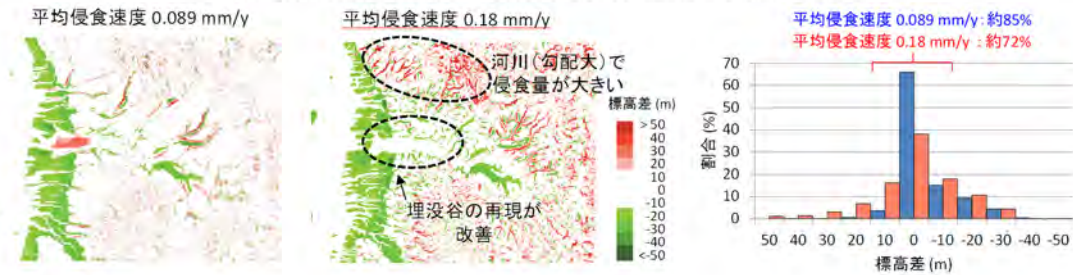 平均侵食速度 0.089 mm/y
平均侵食速度 0.18 mm/y
河川(勾配大)で
侵食量が大きい
標高差 (m)
> 50
40
30
20
10
0
-10
-20
-30
-40
<-50
埋没谷の再現が
改善
平均侵食速度 0.089 mm/y:約85%
平均侵食速度 0.18 mm/y :約72%
割合 (%)
70
60
50
40
30
20
10
0
50 40 30 20 10 0 -10 -20 -30 -40 -50
標高差 (m)